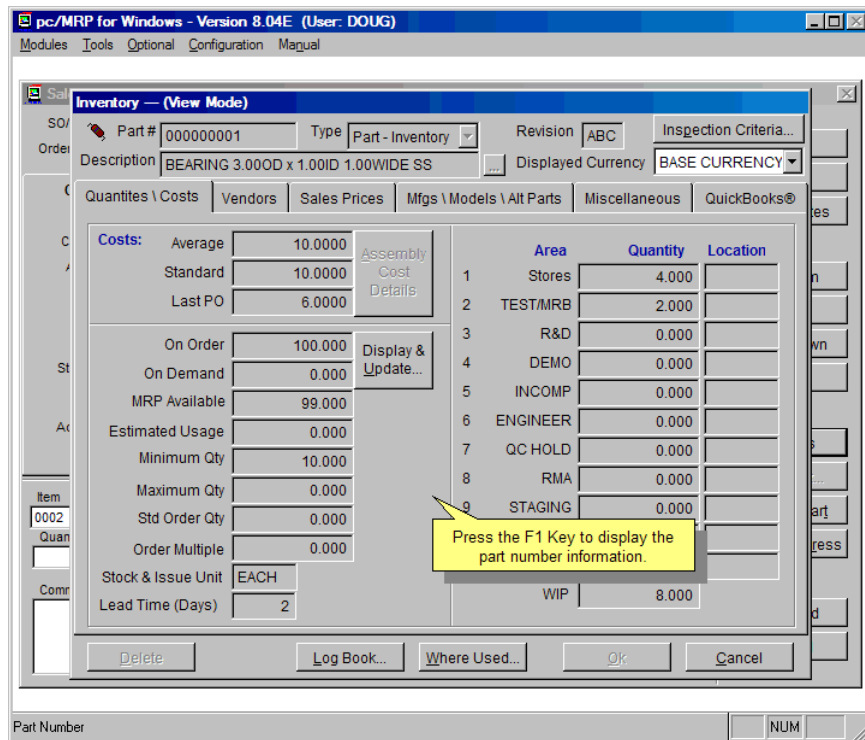 pc/MRP for Windows - Version 8.04E (User: DOUG)
Modules Tools Optional Configuration Manual
Inventory — (View Mode)
Part # 000000001 Type Part - Inventory Revision ABC Inspection Criteria...
Description BEARING 3.00OD x 1.00ID 1.00WIDE SS ... Displayed Currency BASE CURRENCY
Quantites \ Costs Vendors Sales Prices Mfgs \ Models \ Alt Parts Miscellaneous QuickBooks®
Costs: Average 10.0000 Assembly Cost Details
Standard 10.0000
Last PO 6.0000
On Order 100.000 Display & Update...
On Demand 0.000
MRP Available 99.000
Estimated Usage 0.000
Minimum Qty 10.000
Maximum Qty 0.000
Std Order Qty 0.000
Order Multiple 0.000
Stock & Issue Unit EACH
Lead Time (Days) 2
Area Quantity Location
1 Stores 4.000
2 TEST/MRB 2.000
3 R&D 0.000
4 DEMO 0.000
5 INCOMP 0.000
6 ENGINEER 0.000
7 QC HOLD 0.000
8 RMA 0.000
9 STAGING 0.000
WIP 8.000
Press the F1 Key to display the
part number information.
Delete Log Book... Where Used... Ok Cancel
Item
0002
Part Number NUM